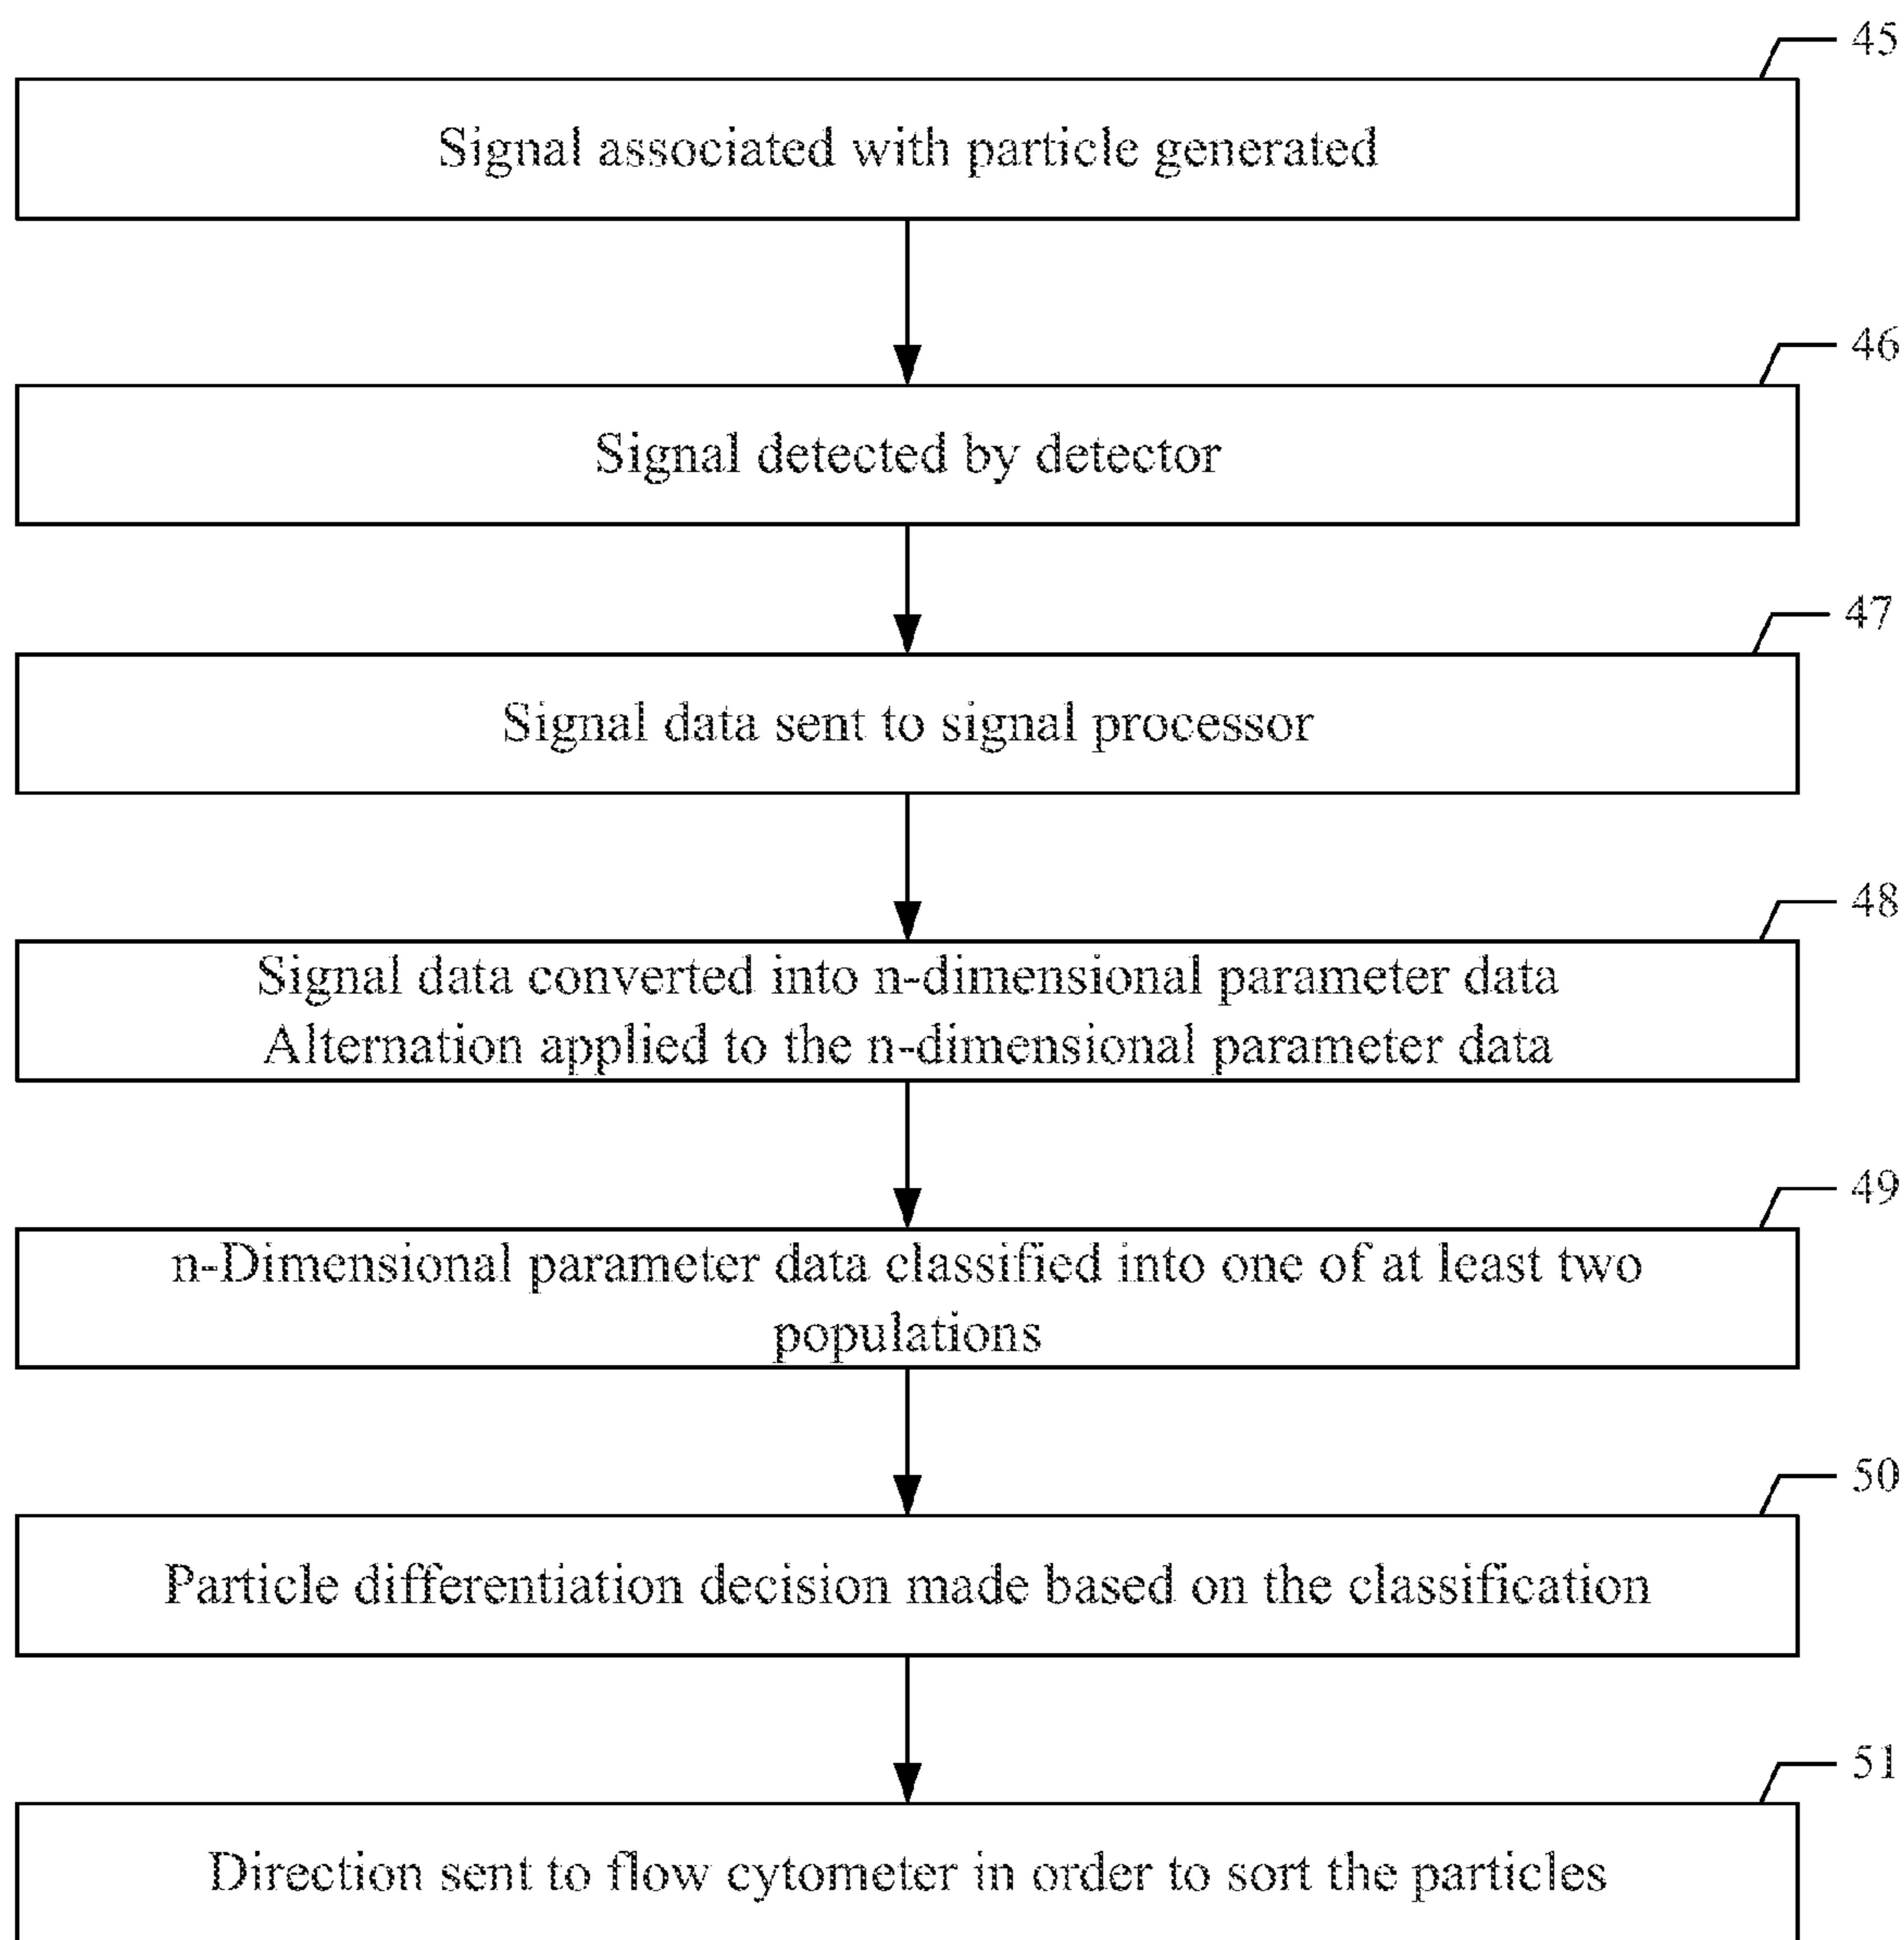 45
Signal associated with particle generated
46
Signal detected by detector
47
Signal data sent to signal processor
48
Signal data converted into n-dimensional parameter data
Alternation applied to the n-dimensional parameter data
49
n-Dimensional parameter data classified into one of at least two
populations
50
Particle differentiation decision made based on the classification
51
Direction sent to flow cytometer in order to sort the particles